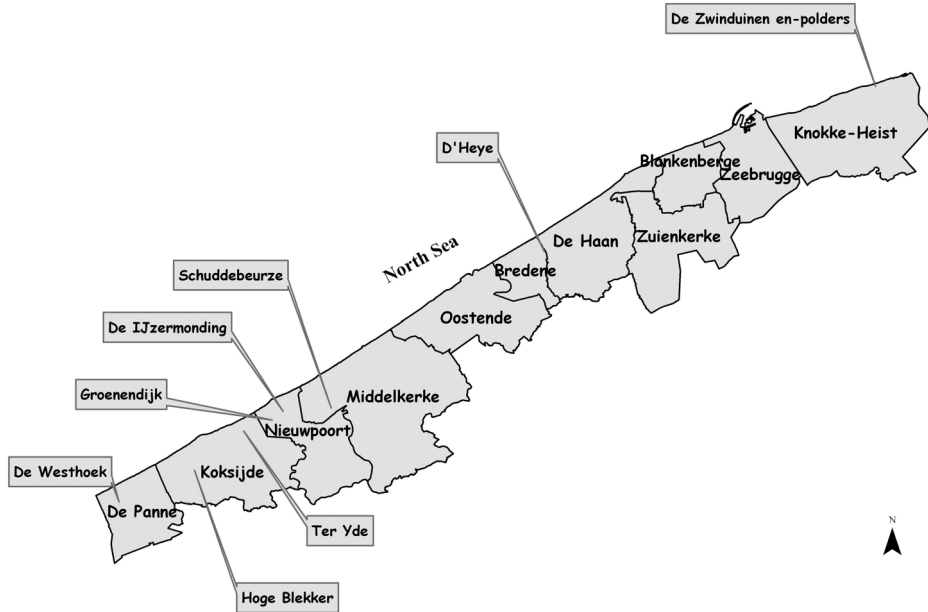 De Zwinduinen en-polders
Knokke-Heist
D'Heye
Blankenberge
Zeebrugge
De Haan
Zuienkerke
North Sea
Bredene
Schuddebeurze
Oostende
De IJzermonding
Groenendijk
Middelkerke
Nieuwpoort
De Westhoek
Koksijde
De Panne
Ter Yde
N
Hoge Blekker